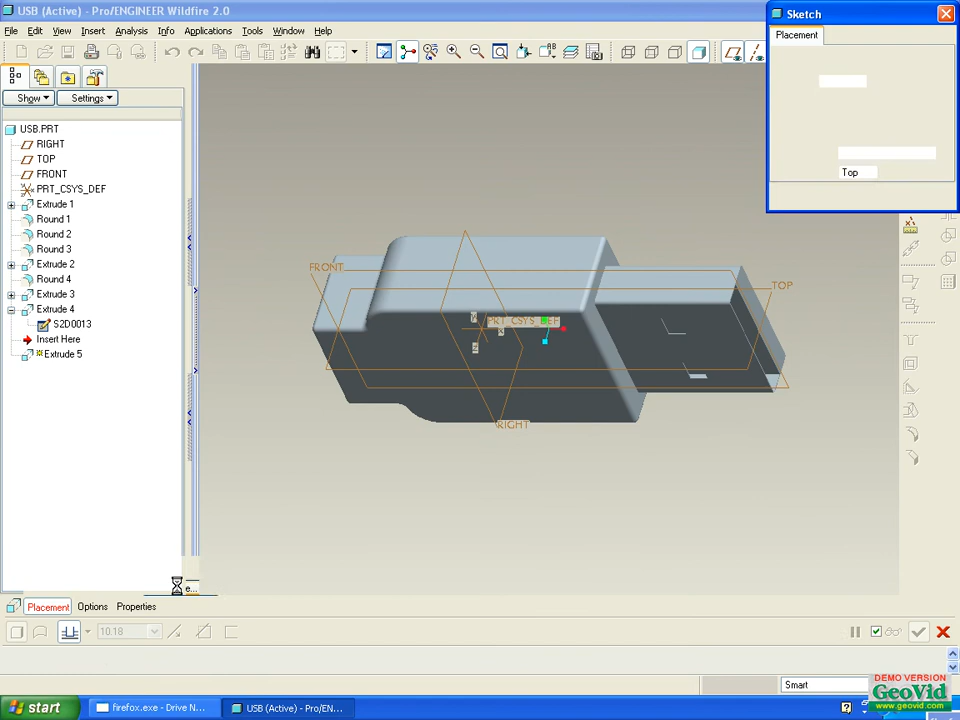 USB (Active) - Pro/ENGINEER Wildfire 2.0
File Edit View Insert Analysis Info Applications Tools Window Help
Sketch
Placement
Top
Show
Settings
USB.PRT
RIGHT
TOP
FRONT
PRT_CSYS_DEF
Extrude 1
Round 1
Round 2
Round 3
Extrude 2
Round 4
Extrude 3
Extrude 4
S2D0013
Insert Here
Extrude 5
FRONT
TOP
PRT_CSYS_DEF
Y
X
Z
RIGHT
e...
Placement Options Properties
10.18
Smart
DEMO VERSION
GeoVid
www.geovid.com
start
firefox.exe - Drive N...
USB (Active) - Pro/EN...